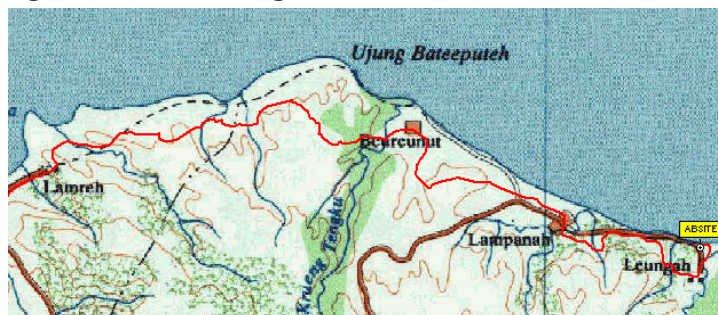 Ujung Bateeputeh
a
Beurcunut
Lamreh
Krueng Tengku
ABSITE
Lampanah
Leungah